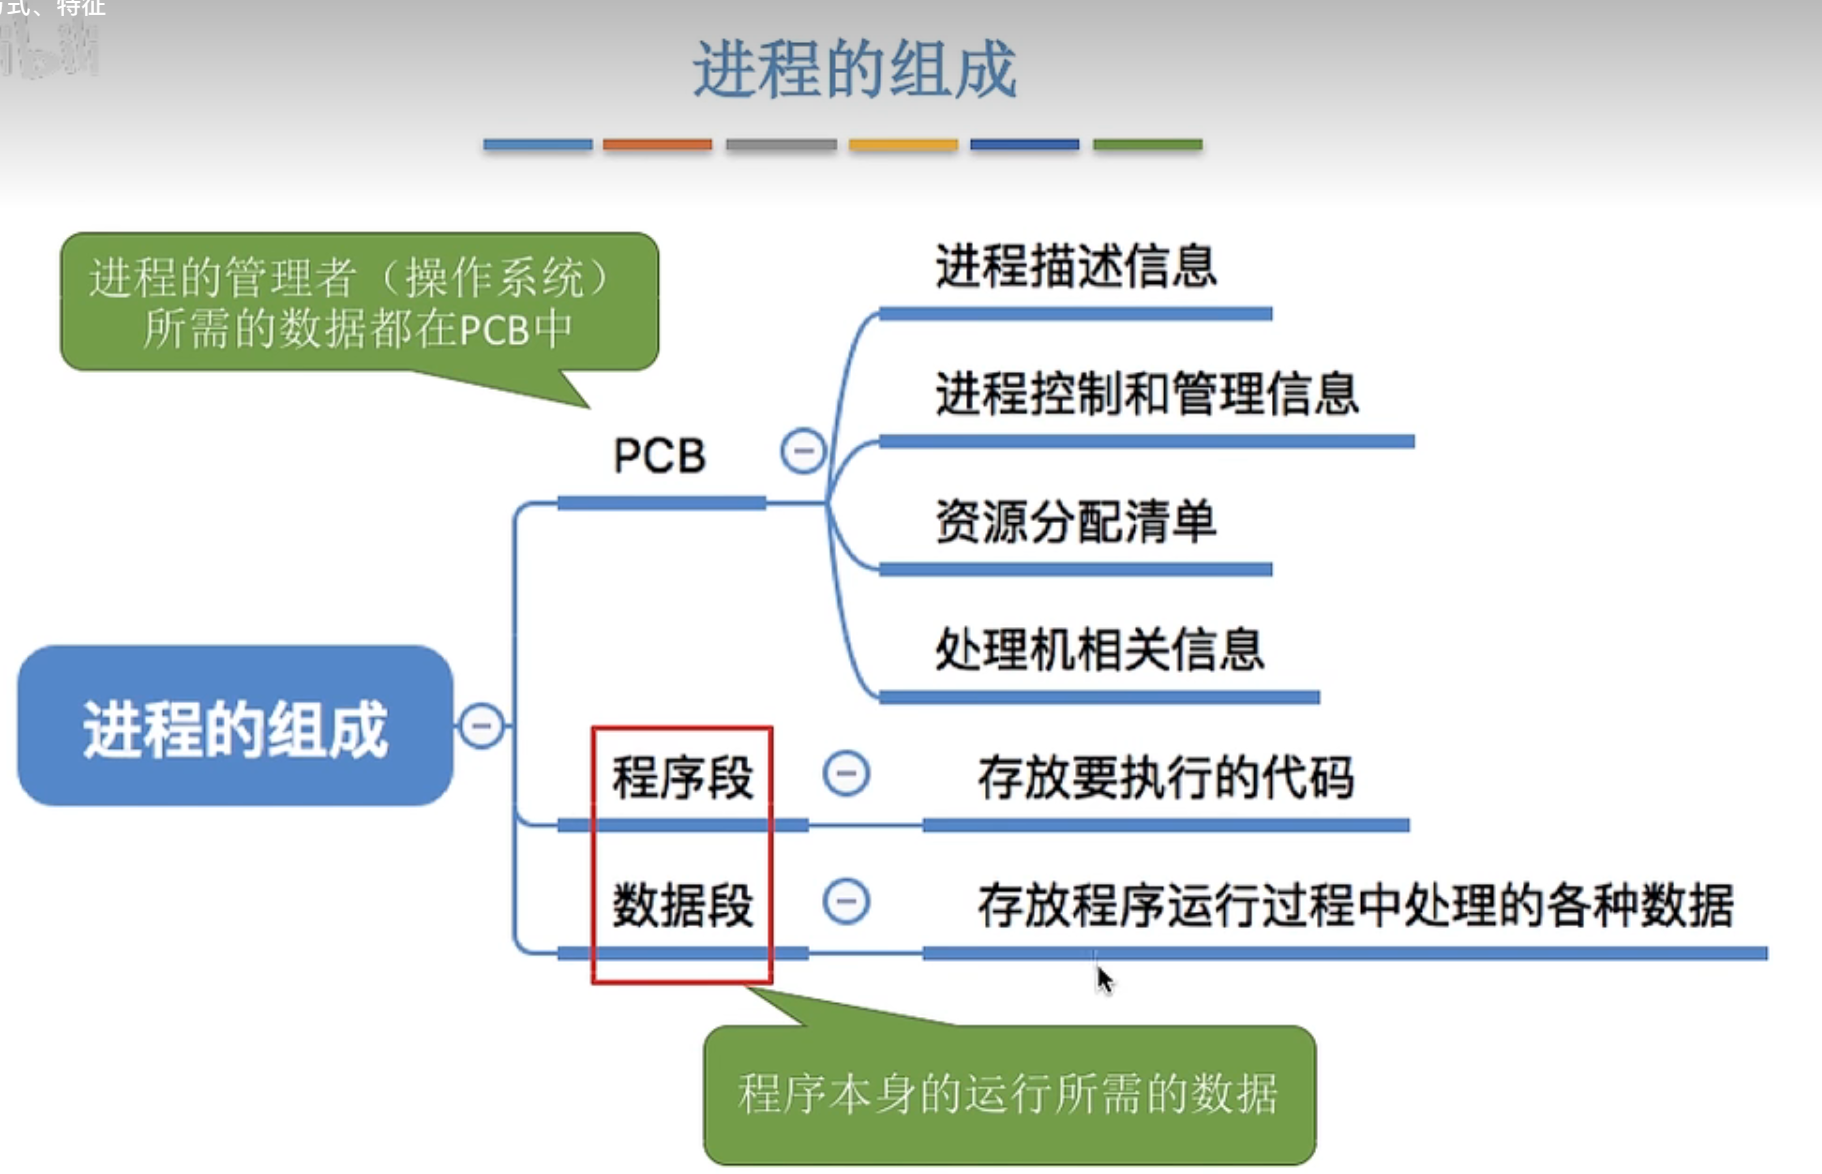 式、特征
进程的组成
进程的管理者（操作系统）
所需的数据都在PCB中
进程描述信息
进程控制和管理信息
PCB
资源分配清单
处理机相关信息
进程的组成
程序段
存放要执行的代码
数据段
存放程序运行过程中处理的各种数据
程序本身的运行所需的数据